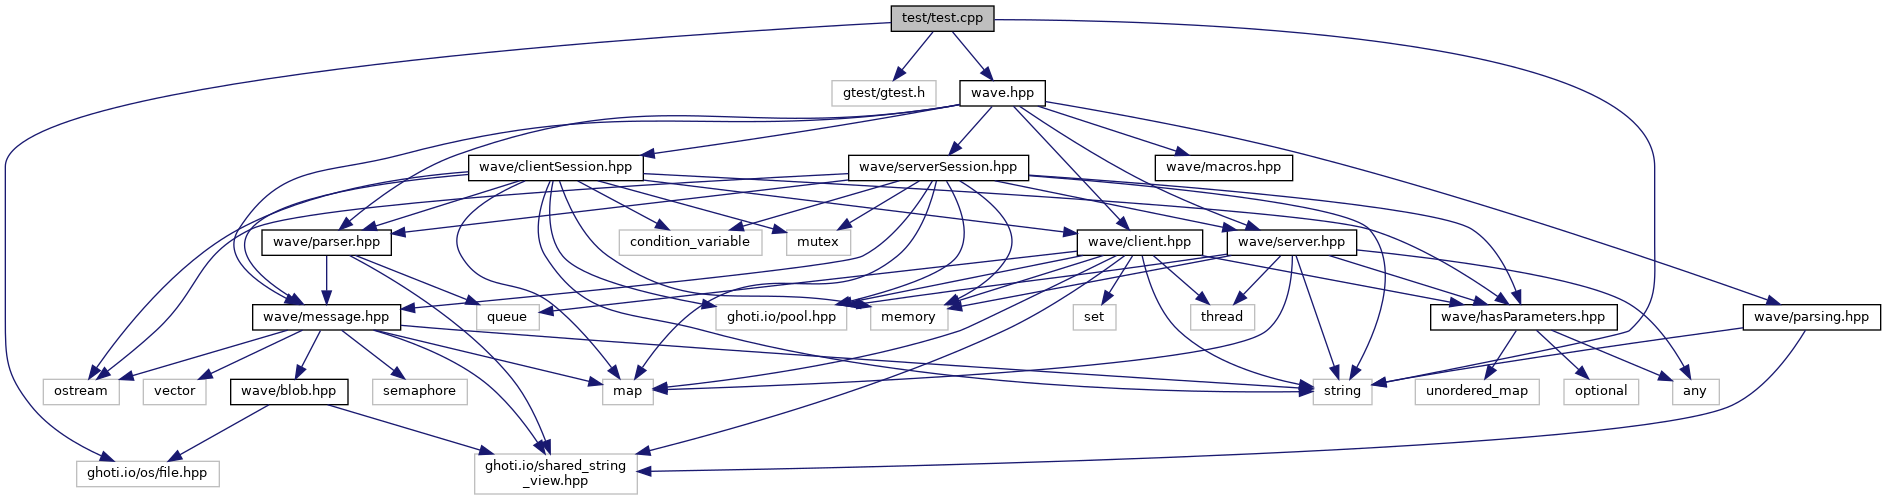 test/test.cpp
gtest/gtest.h
wave.hpp
wave/clientSession.hpp
wave/serverSession.hpp
wave/macros.hpp
wave/parser.hpp
condition_variable
mutex
wave/client.hpp
wave/server.hpp
wave/message.hpp
queue
ghoti.io/pool.hpp
memory
set
thread
wave/hasParameters.hpp
wave/parsing.hpp
ostream
vector
wave/blob.hpp
semaphore
map
string
unordered_map
optional
any
ghoti.io/os/file.hpp
ghoti.io/shared_string
_view.hpp